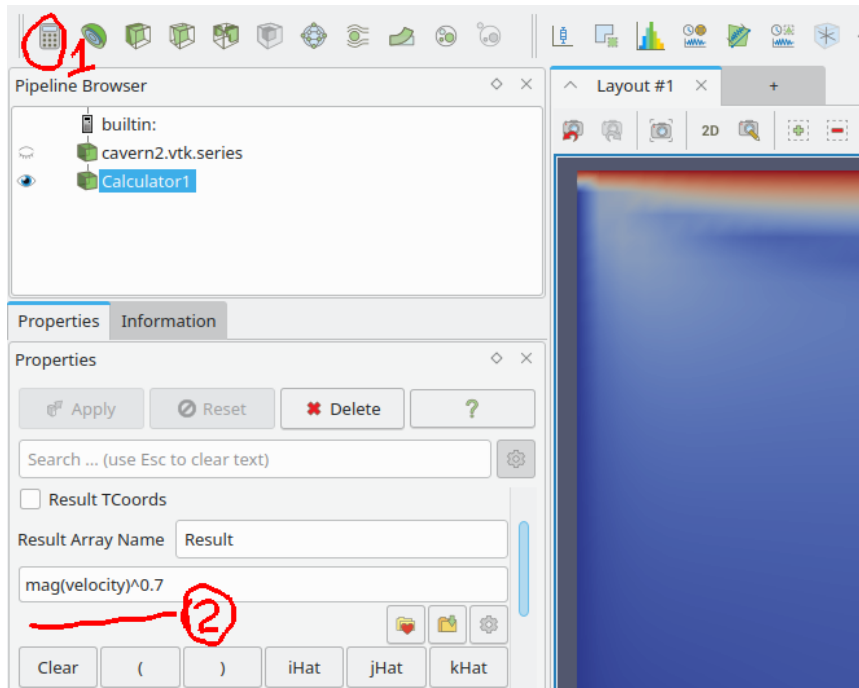 1
Pipeline Browser
Layout #1
+
builtin:
2D
cavern2.vtk.series
Calculator1
Properties
Information
Properties
Apply
Reset
Delete
?
Search ... (use Esc to clear text)
Result TCoords
Result Array Name
Result
mag(velocity)^0.7
2
Clear
(
)
iHat
jHat
kHat